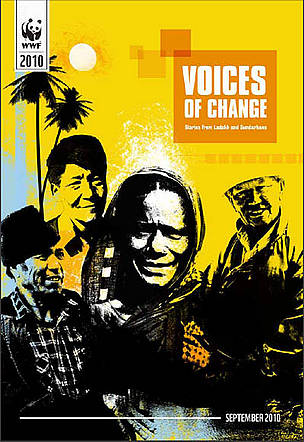 WWF
2010
VOICES
OF CHANGE
Stories from Ladakh and Sundarbans
SEPTEMBER 2010